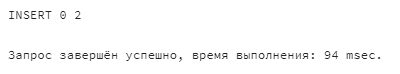 INSERT 0 2
Запрос завершён успешно, время выполнения: 94 msec.